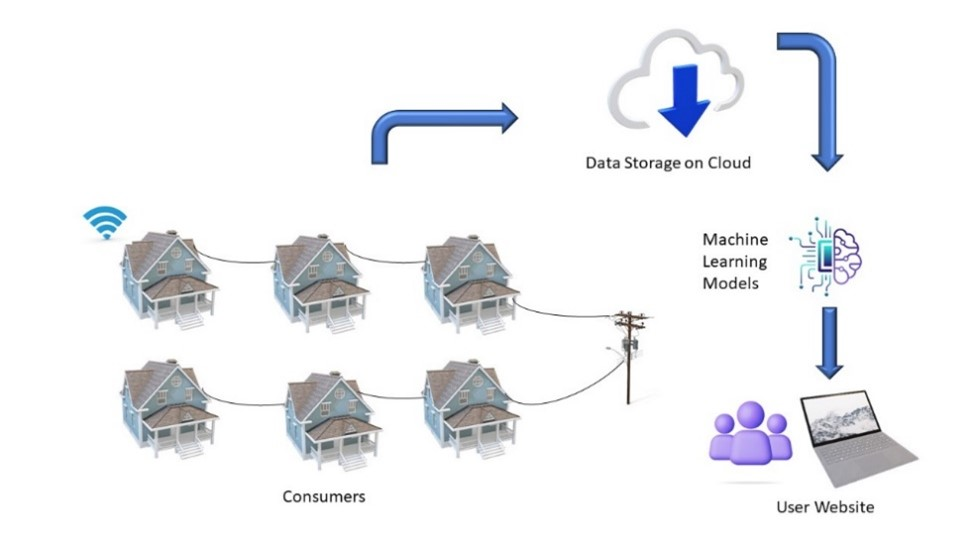 Data Storage on Cloud
Machine
Learning
Models
Consumers
User Website